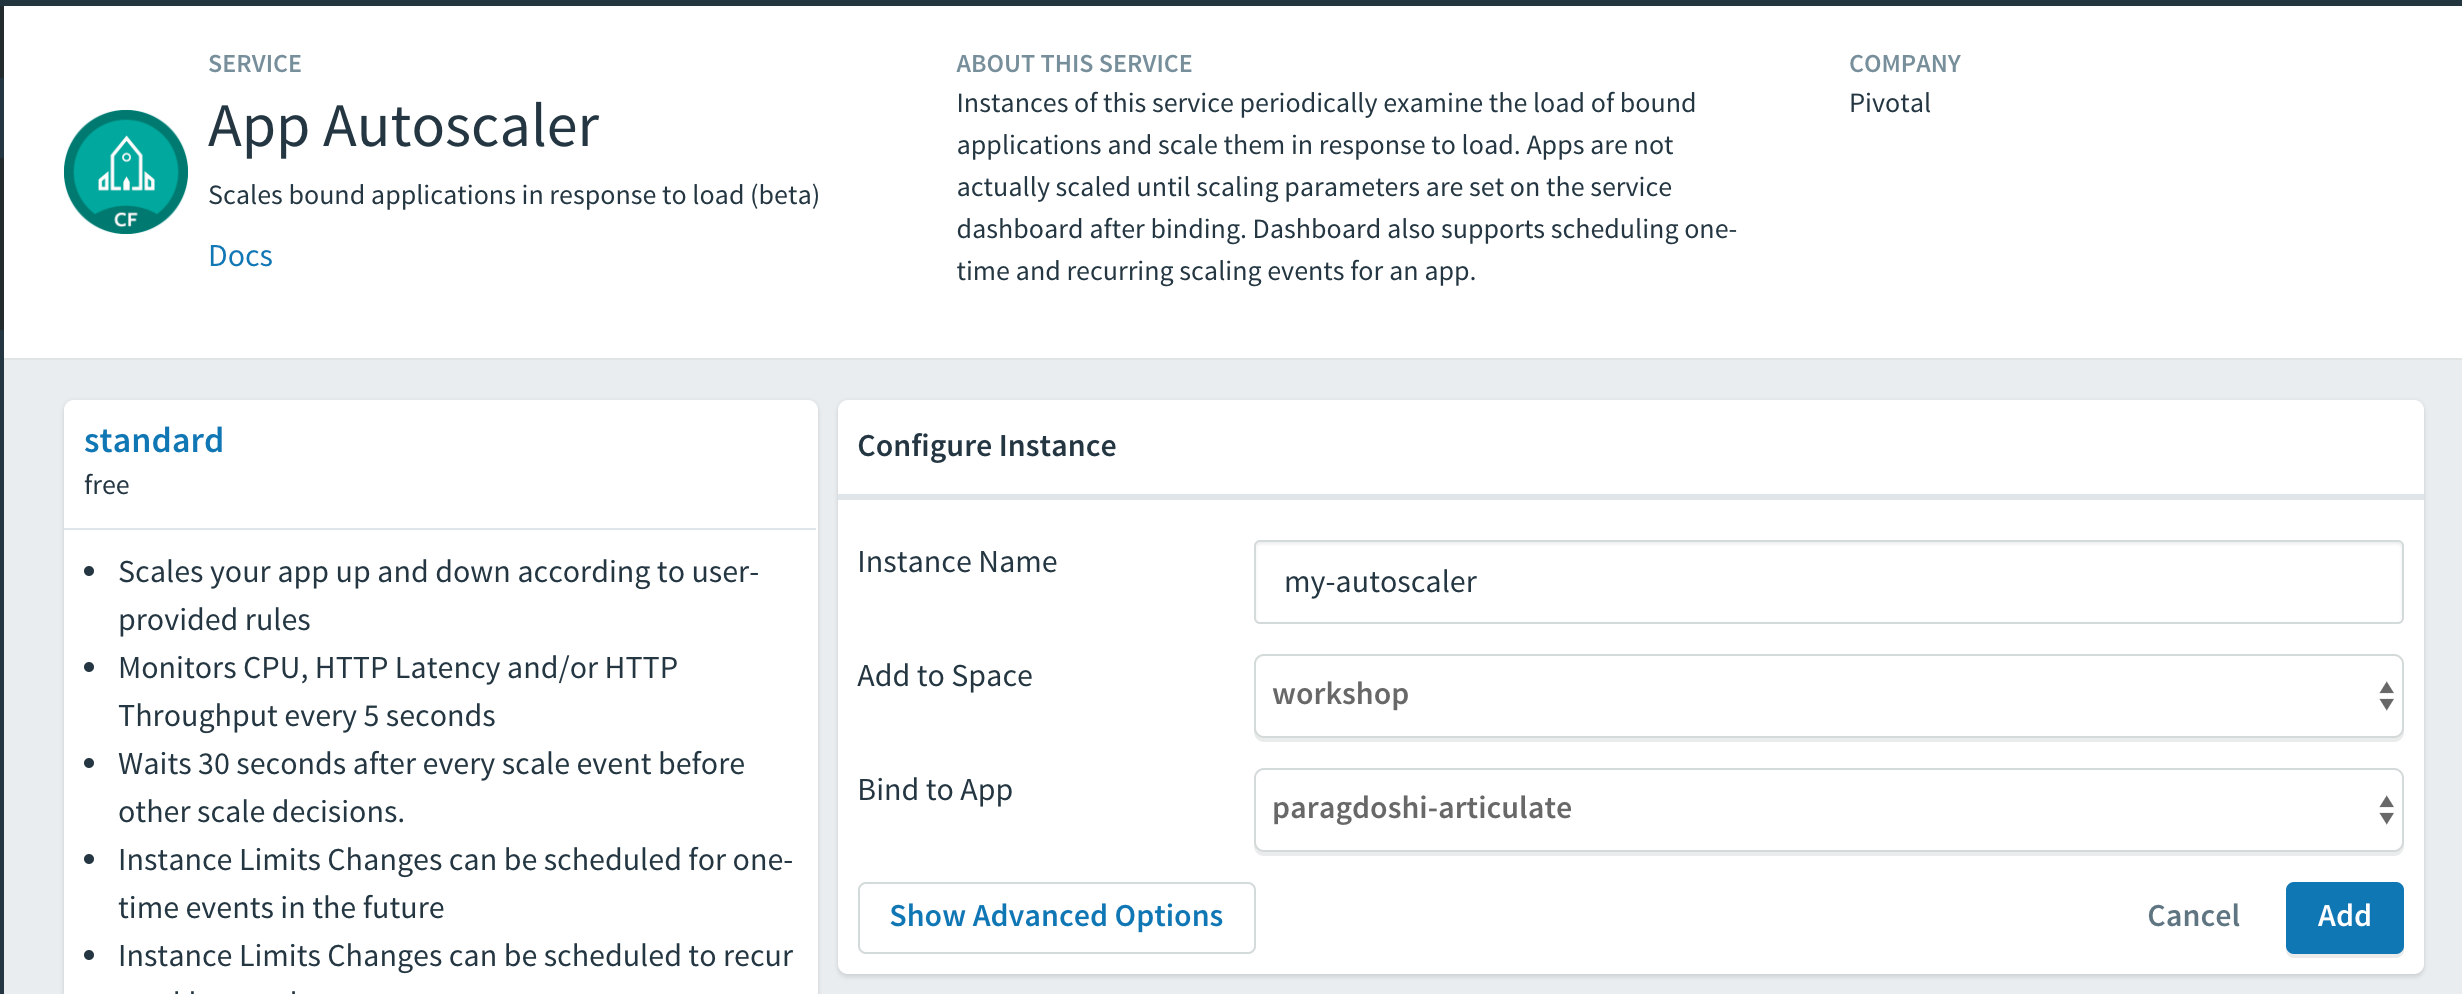 SERVICE
App Autoscaler
Scales bound applications in response to load (beta)
Docs
CF
ABOUT THIS SERVICE
Instances of this service periodically examine the load of bound
applications and scale them in response to load. Apps are not
actually scaled until scaling parameters are set on the service
dashboard after binding. Dashboard also supports scheduling one-
time and recurring scaling events for an app.
COMPANY
Pivotal
standard
free
• Scales your app up and down according to user-
provided rules
• Monitors CPU, HTTP Latency and/or HTTP
Throughput every 5 seconds
• Waits 30 seconds after every scale event before
other scale decisions.
• Instance Limits Changes can be scheduled for one-
time events in the future
• Instance Limits Changes can be scheduled to recur
Configure Instance
Instance Name
my-autoscaler
Add to Space
workshop
Bind to App
paragdoshi-articulate
Show Advanced Options
Cancel
Add